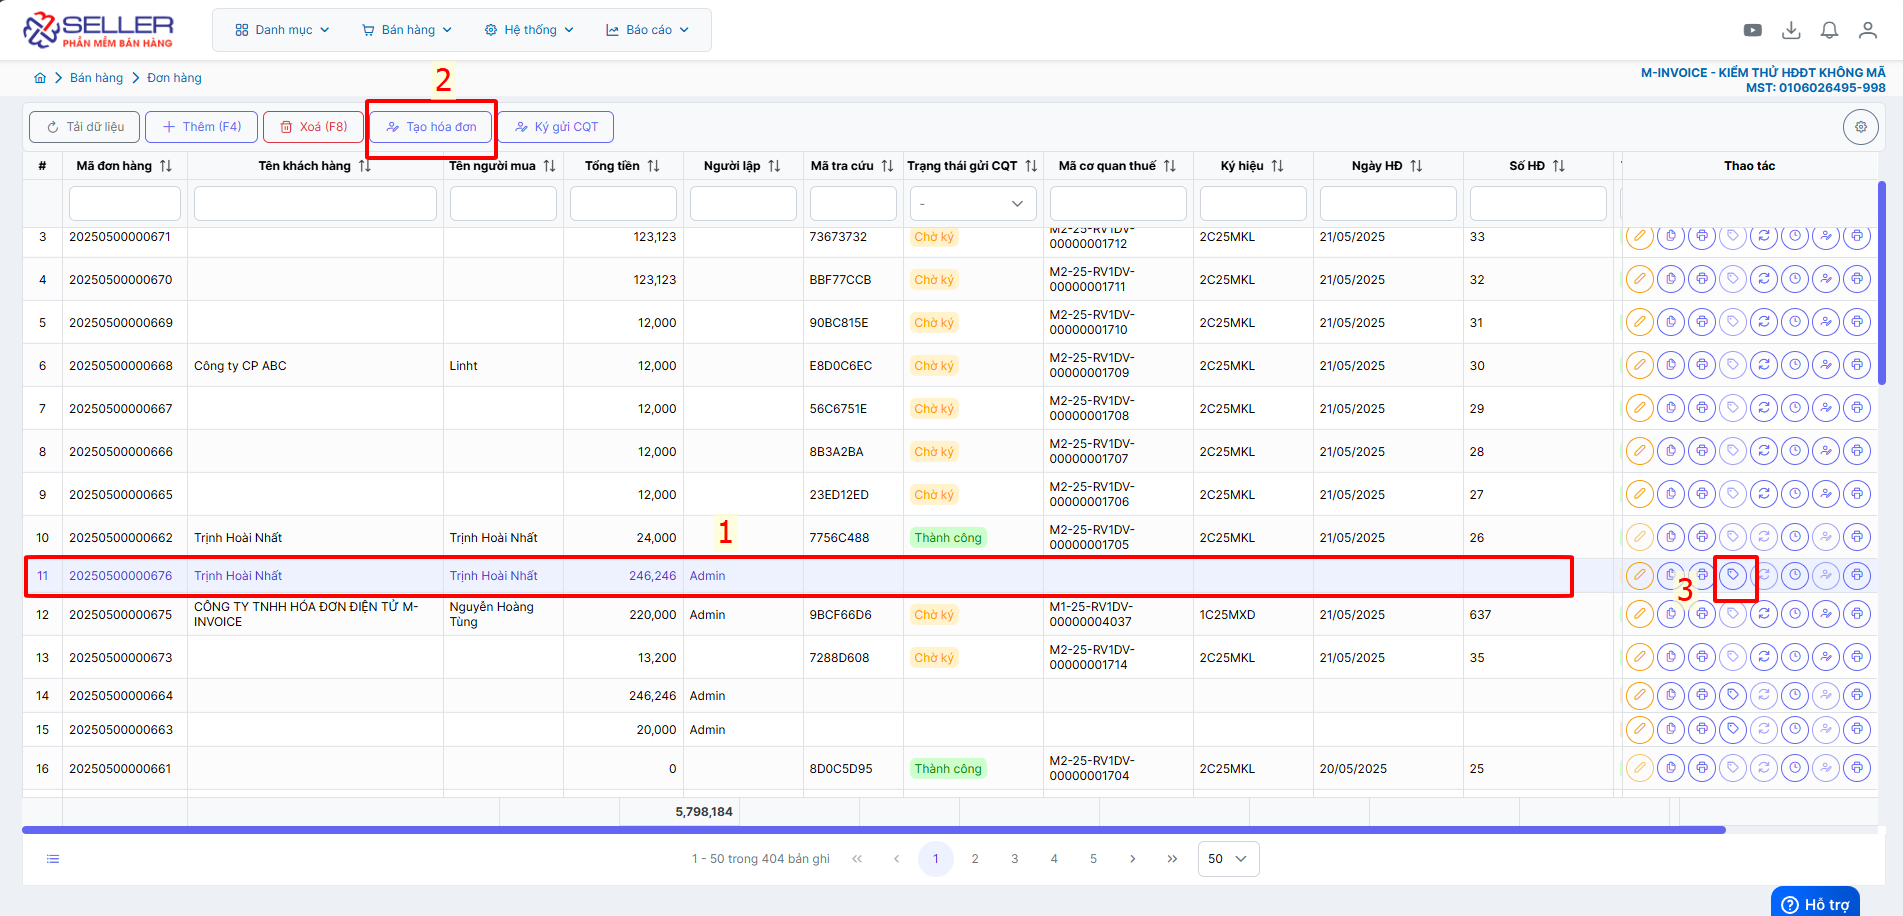 SELLER
PHẦN MỀM BÁN HÀNG
Danh mục
Bán hàng
Hệ thống
Báo cáo
Bán hàng
Đơn hàng
M-INVOICE - KIỂM THỬ HĐĐT KHÔNG MÃ
MST: 0106026495-998
2
Tải dữ liệu
Thêm (F4)
Xoá (F8)
Tạo hóa đơn
Ký gửi CQT
# Mã đơn hàng Tên khách hàng Tên người mua Tổng tiền Người lập Mã tra cứu Trạng thái gửi CQT Mã cơ quan thuế Ký hiệu Ngày HĐ Số HĐ Thao tác
-
3 20250500000671 123,123 73673732 Chờ ký M2-25-RV1DV-00000001712 2C25MKL 21/05/2025 33
4 20250500000670 123,123 BBF77CCB Chờ ký M2-25-RV1DV-00000001711 2C25MKL 21/05/2025 32
5 20250500000669 12,000 90BC815E Chờ ký M2-25-RV1DV-00000001710 2C25MKL 21/05/2025 31
6 20250500000668 Công ty CP ABC Linht 12,000 E8D0C6EC Chờ ký M2-25-RV1DV-00000001709 2C25MKL 21/05/2025 30
7 20250500000667 12,000 56C6751E Chờ ký M2-25-RV1DV-00000001708 2C25MKL 21/05/2025 29
8 20250500000666 12,000 8B3A2BA Chờ ký M2-25-RV1DV-00000001707 2C25MKL 21/05/2025 28
9 20250500000665 12,000 23ED12ED Chờ ký M2-25-RV1DV-00000001706 2C25MKL 21/05/2025 27
10 20250500000662 Trịnh Hoài Nhất Trịnh Hoài Nhất 24,000 7756C488 Thành công M2-25-RV1DV-00000001705 2C25MKL 21/05/2025 26
1
11 20250500000676 Trịnh Hoài Nhất Trịnh Hoài Nhất 246,246 Admin
3
12 20250500000675 CÔNG TY TNHH HÓA ĐƠN ĐIỆN TỬ M-INVOICE Nguyễn Hoàng Tùng 220,000 Admin 9BCF66D6 Chờ ký M1-25-RV1DV-00000004037 1C25MXD 21/05/2025 637
13 20250500000673 13,200 7288D608 Chờ ký M2-25-RV1DV-00000001714 2C25MKL 21/05/2025 35
14 20250500000664 246,246 Admin
15 20250500000663 20,000 Admin
16 20250500000661 0 8D0C5D95 Thành công M2-25-RV1DV-00000001704 2C25MKL 20/05/2025 25
5,798,184
1 - 50 trong 404 bản ghi
1 2 3 4 5
50
Hỗ trợ